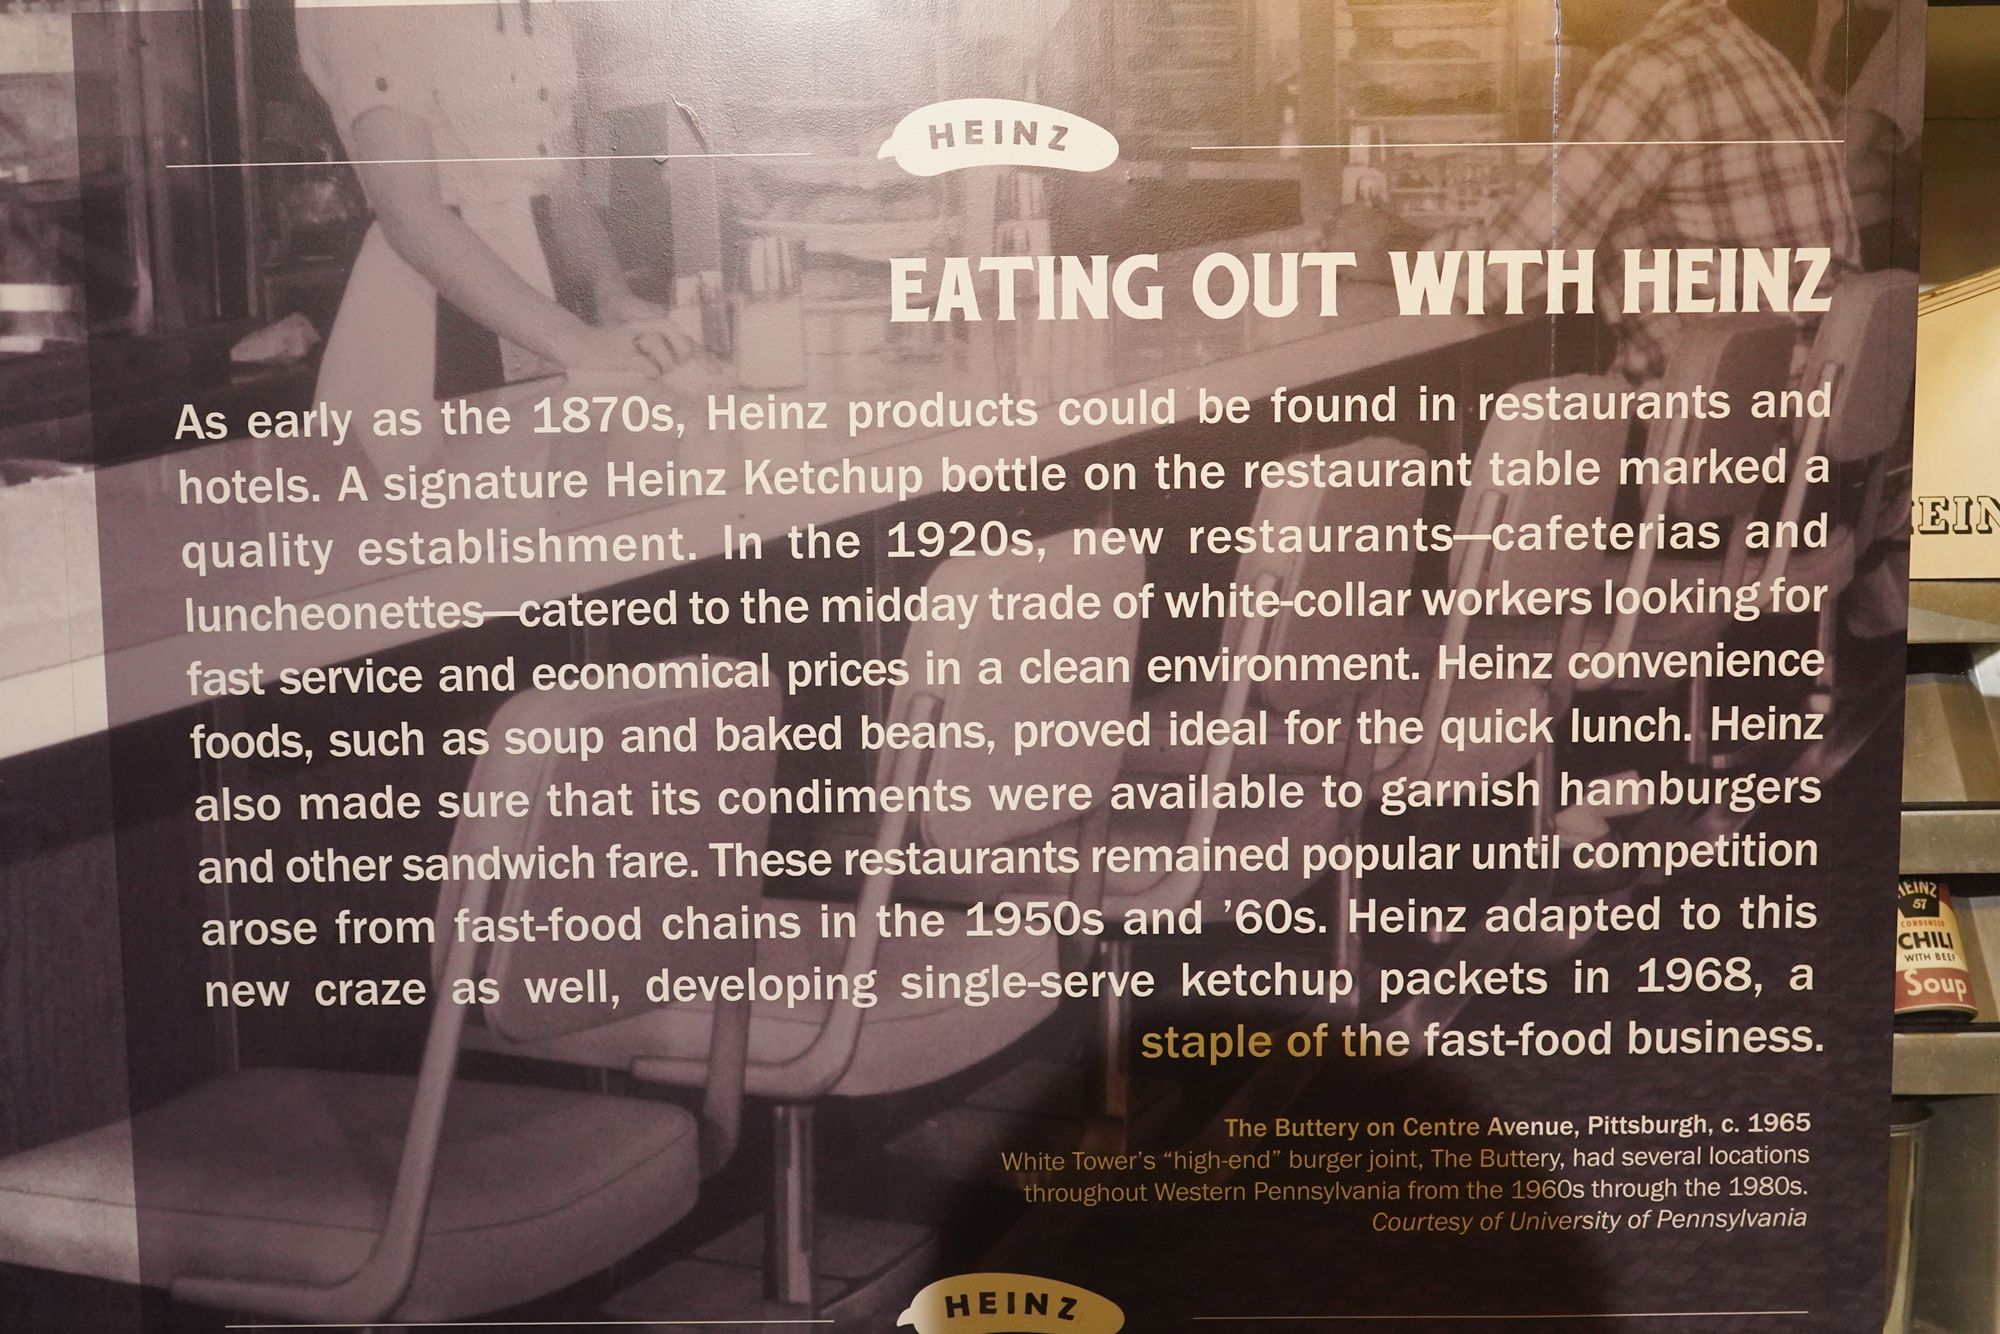 HEINZ
EATING OUT WITH HEINZ
As early as the 1870s, Heinz products could be found in restaurants and
hotels. A signature Heinz Ketchup bottle on the restaurant table marked a
quality establishment. In the 1920s, new restaurants—cafeterias and
luncheonettes—catered to the midday trade of white-collar workers looking for
fast service and economical prices in a clean environment. Heinz convenience
foods, such as soup and baked beans, proved ideal for the quick lunch. Heinz
also made sure that its condiments were available to garnish hamburgers
and other sandwich fare. These restaurants remained popular until competition
arose from fast-food chains in the 1950s and ’60s. Heinz adapted to this
new craze as well, developing single-serve ketchup packets in 1968, a
staple of the fast-food business.
The Buttery on Centre Avenue, Pittsburgh, c. 1965
White Tower’s “high-end” burger joint, The Buttery, had several locations
throughout Western Pennsylvania from the 1960s through the 1980s.
Courtesy of University of Pennsylvania
HEINZ
EIN
HEINZ
57
CONDENSED
CHILI
WITH BEEF
Soup